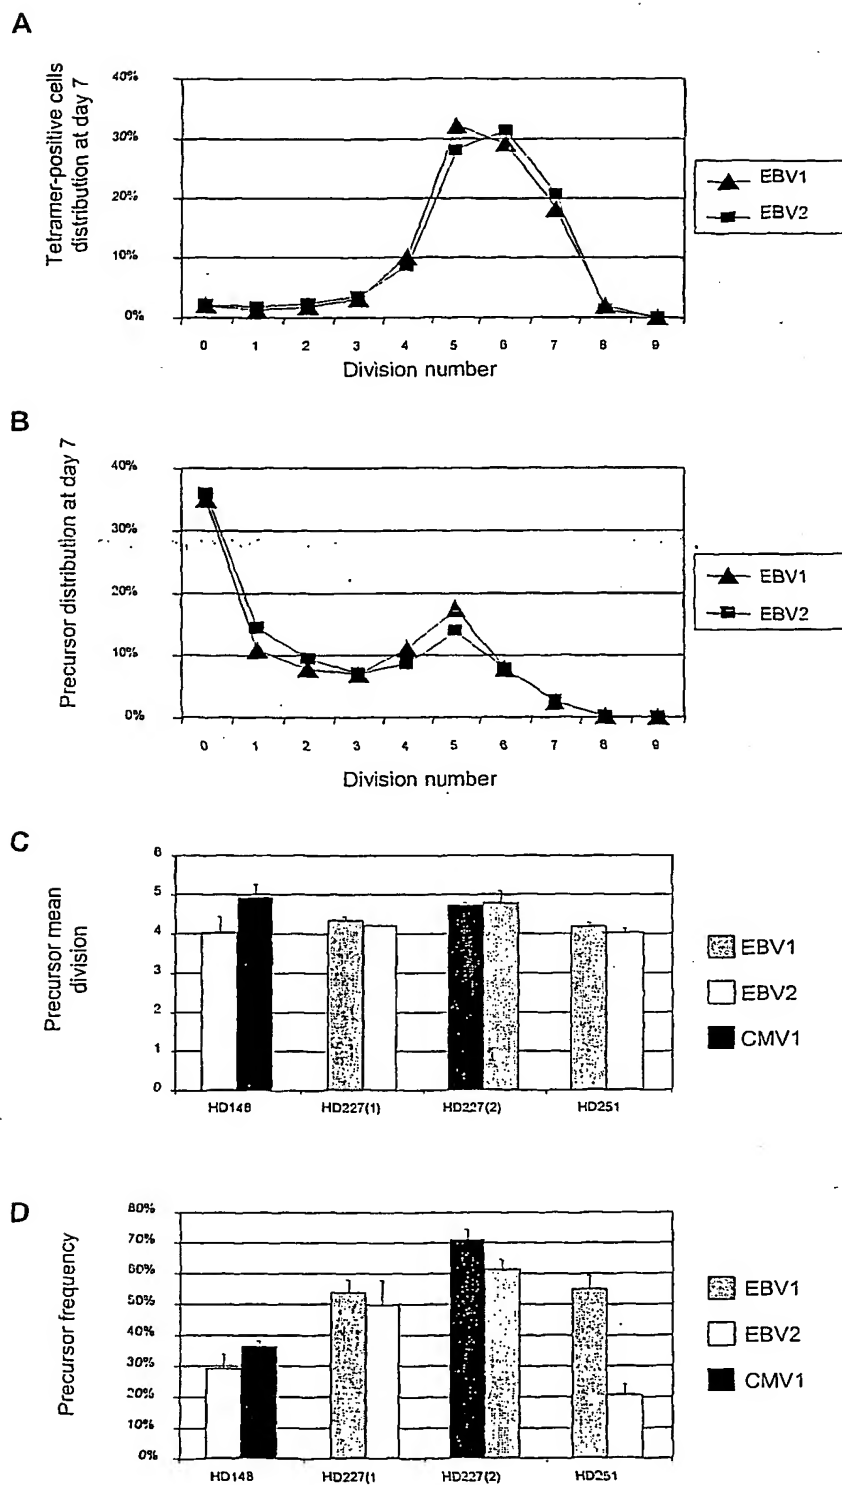 A
Tetramer-positive cells
distribution at day 7
40%
30%
20%
10%
0%
0 1 2 3 4 5 6 7 8 9
Division number
EBV1
EBV2
B
Precursor distribution at day 7
40%
30%
20%
10%
0%
0 1 2 3 4 5 6 7 8 9
Division number
EBV1
EBV2
C
Precursor mean
division
6
5
4
3
2
1
0
HD148 HD227(1) HD227(2) HD251
EBV1
EBV2
CMV1
D
Precursor frequency
80%
70%
60%
50%
40%
30%
20%
10%
0%
HD148 HD227(1 HD227(2) HD251
EBV1
EBV2
CMV1